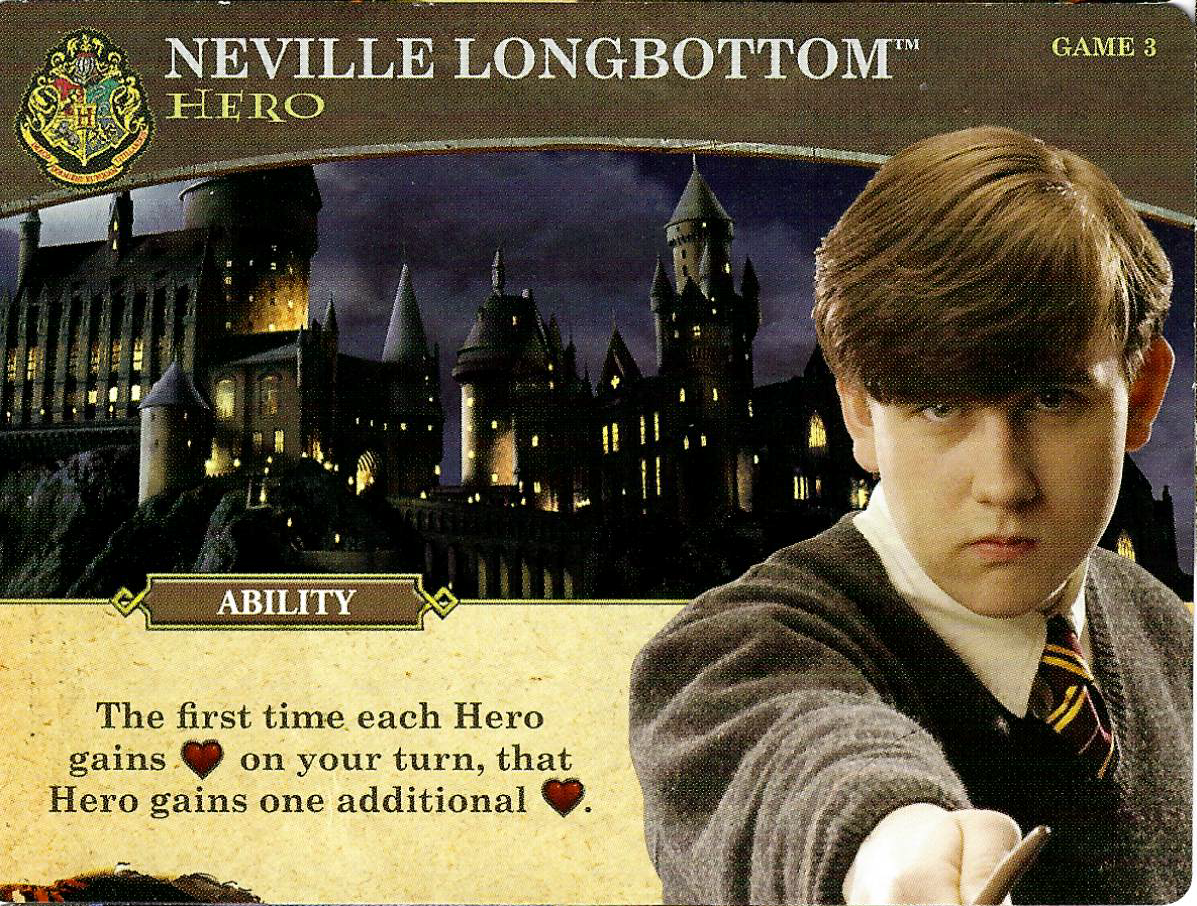 NEVILLE LONGBOTTOM™
GAME 3
HERO
ABILITY
The first time each Hero
gains ❤ on your turn, that
Hero gains one additional ❤.